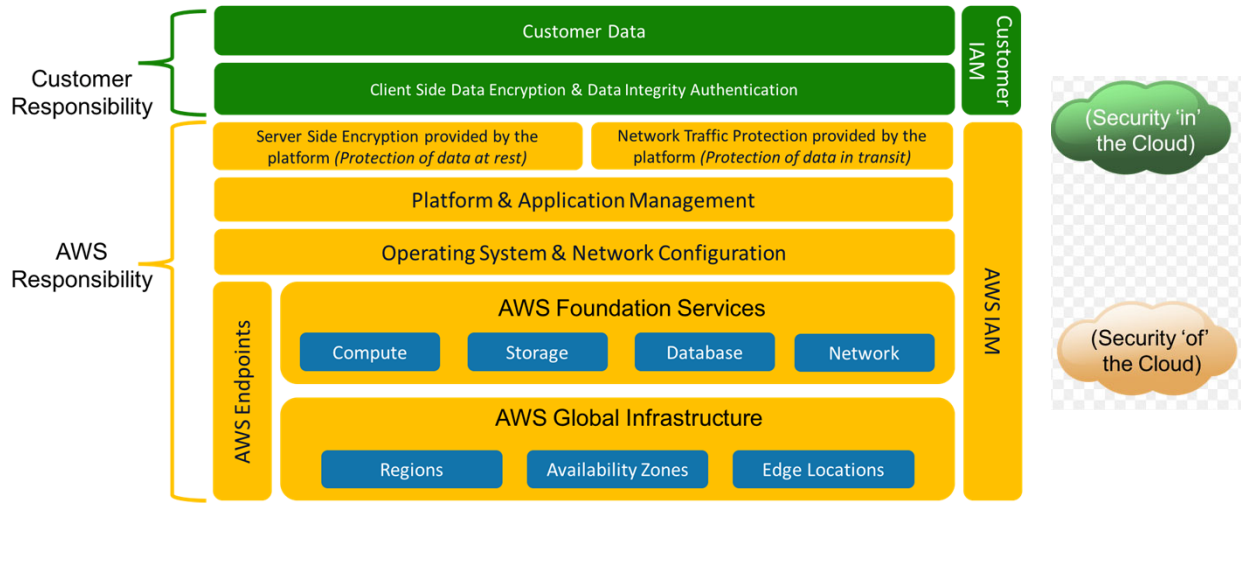 Customer Data
Customer
IAM
Customer
Responsibility
Client Side Data Encryption & Data Integrity Authentication
(Security ‘in’
the Cloud)
Server Side Encryption provided by the
platform (Protection of data at rest)
Network Traffic Protection provided by the
platform (Protection of data in transit)
Platform & Application Management
AWS
Responsibility
Operating System & Network Configuration
AWS IAM
AWS Endpoints
AWS Foundation Services
Compute
Storage
Database
Network
(Security ‘of’
the Cloud)
AWS Global Infrastructure
Regions
Availability Zones
Edge Locations